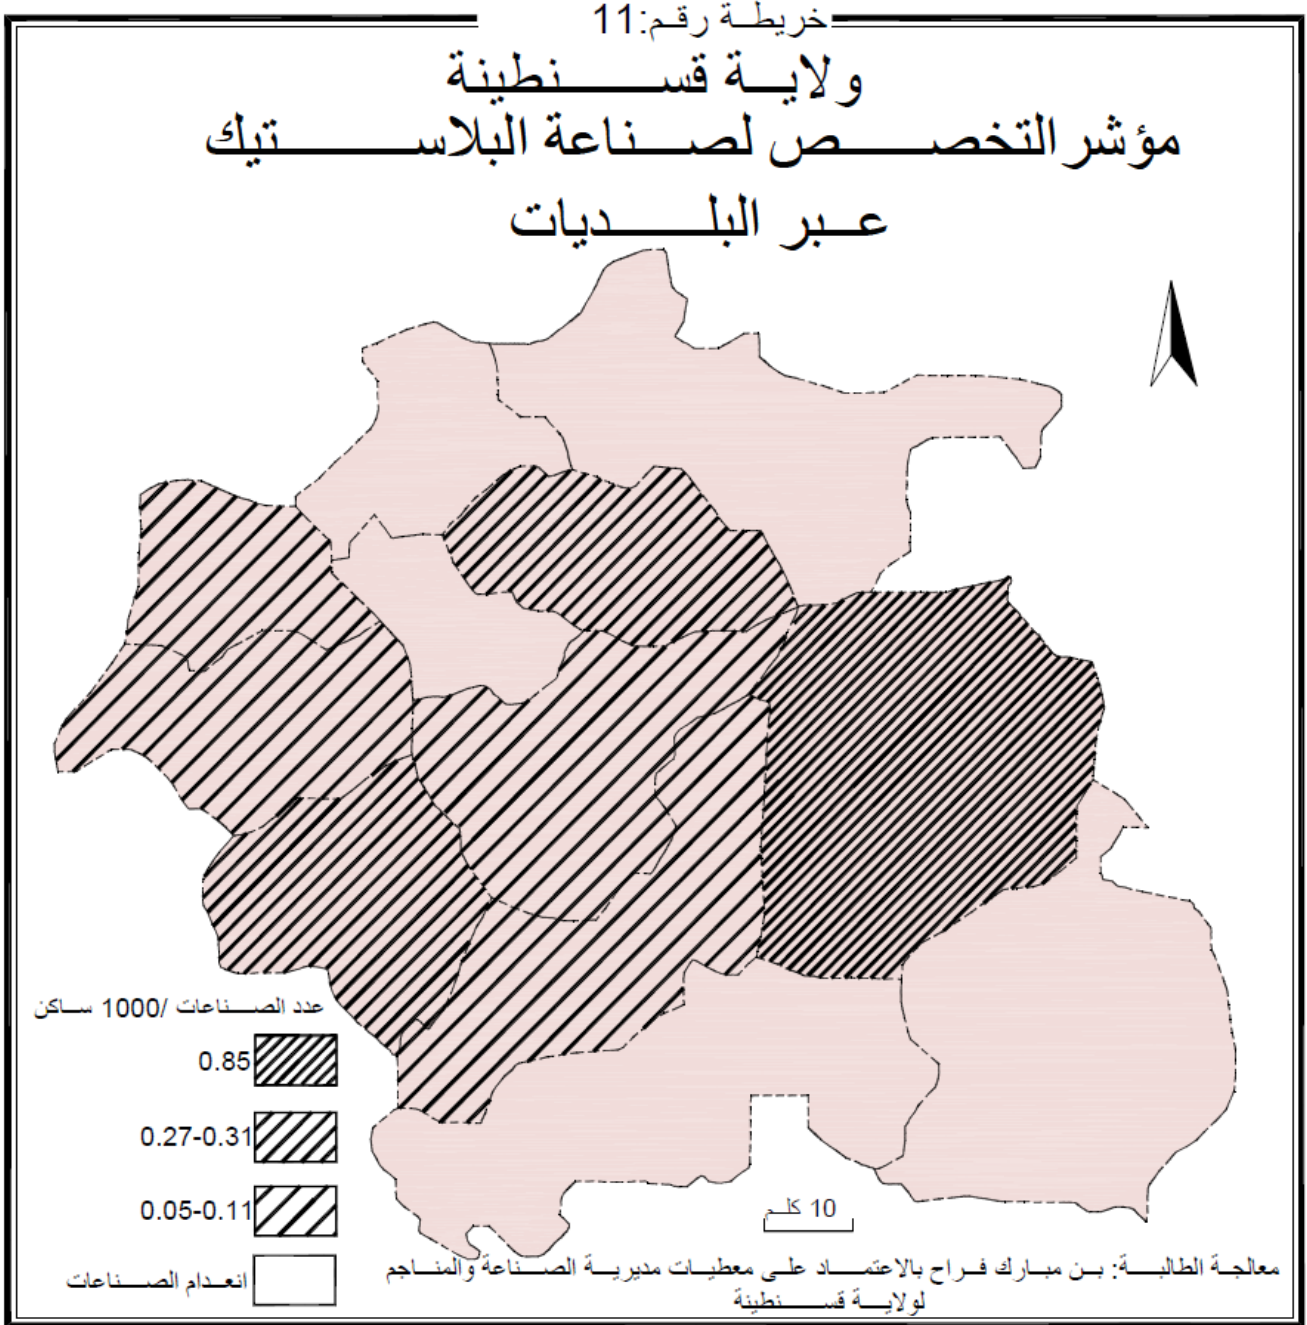 خريطة رقم:11
ولاية قسنطينة
مؤشر التخصص لصناعة البلاستيك
عبر البلديات
عدد الصناعات /1000 ساكن
0.85
0.27-0.31
0.05-0.11
انعدام الصناعات
10 كلم
معالجة الطالبة: بن مبارك فراح بالاعتماد على معطيات مديرية الصناعة والمناجم
لولاية قسنطينة